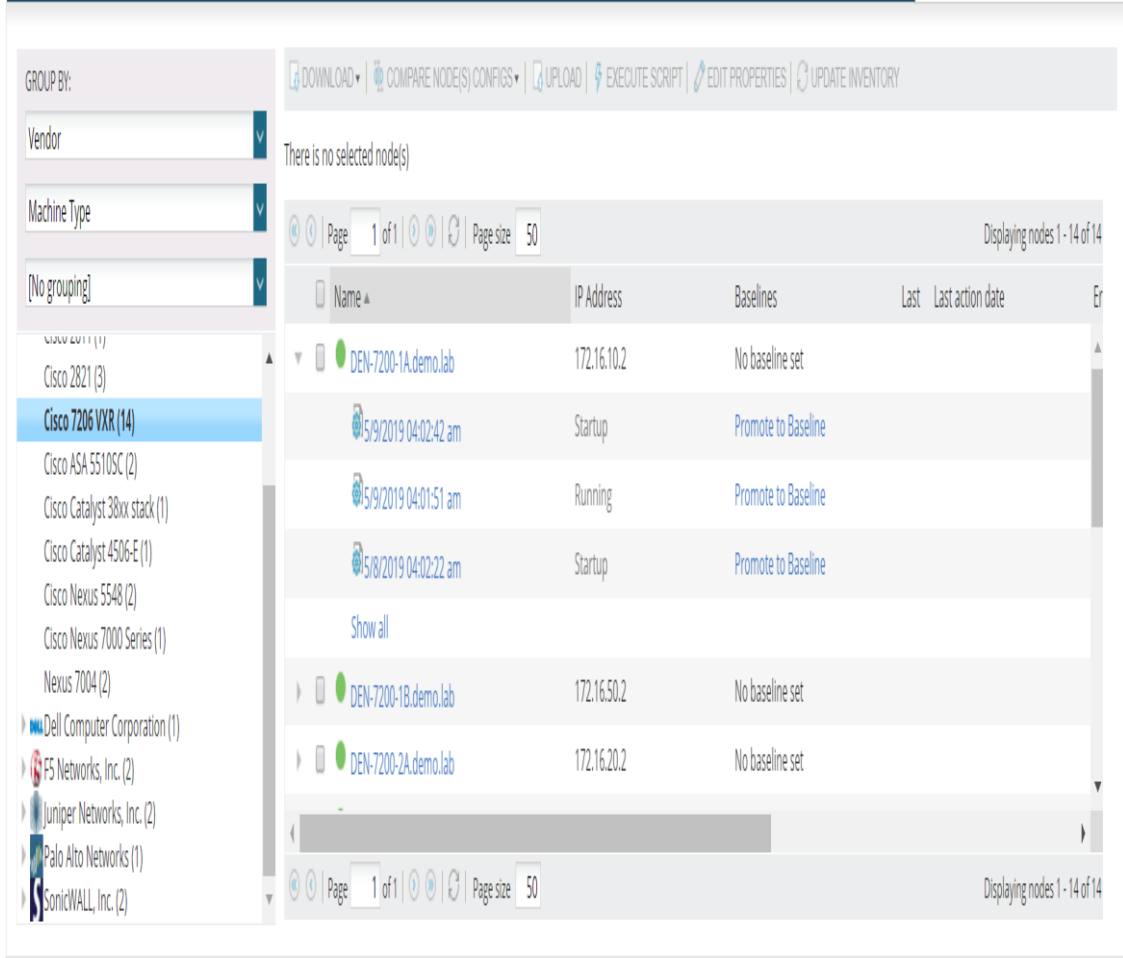 GROUP BY:
Vendor
Machine Type
[No grouping]
Cisco 2811 (1)
Cisco 2821 (3)
Cisco 7206 VXR (14)
Cisco ASA 5510SC (2)
Cisco Catalyst 38xx stack (1)
Cisco Catalyst 4506-E (1)
Cisco Nexus 5548 (2)
Cisco Nexus 7000 Series (1)
Nexus 7004 (2)
DELL Dell Computer Corporation (1)
F5 Networks, Inc. (2)
Juniper Networks, Inc. (2)
Palo Alto Networks (1)
SonicWALL, Inc. (2)
DOWNLOAD | COMPARE NODE(S) CONFIGS | UPLOAD | EXECUTE SCRIPT | EDIT PROPERTIES | UPDATE INVENTORY
There is no selected node(s)
Page 1 of 1 | Page size 50 Displaying nodes 1 - 14 of 14
Name IP Address Baselines Last Last action date Er
DEN-7200-1A.demo.lab 172.16.10.2 No baseline set
5/9/2019 04:02:42 am Startup Promote to Baseline
5/9/2019 04:01:51 am Running Promote to Baseline
5/8/2019 04:02:22 am Startup Promote to Baseline
Show all
DEN-7200-1B.demo.lab 172.16.50.2 No baseline set
DEN-7200-2A.demo.lab 172.16.20.2 No baseline set
Page 1 of 1 | Page size 50 Displaying nodes 1 - 14 of 14